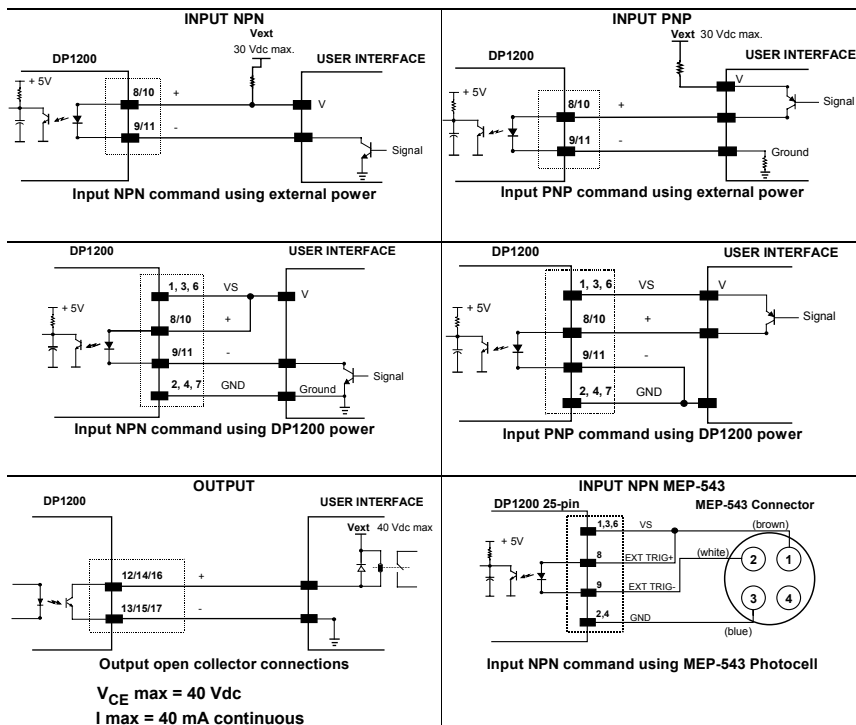 INPUT NPN
Vext
30 Vdc max.
DP1200
USER INTERFACE
+ 5V
8/10
+
V
9/11
-
Signal
Input NPN command using external power
INPUT PNP
Vext 30 Vdc max.
USER INTERFACE
DP1200
V
+ 5V
8/10
+
Signal
9/11
-
Ground
Input PNP command using external power
DP1200
USER INTERFACE
1, 3, 6
VS
V
+ 5V
8/10
+
9/11
-
Signal
2, 4, 7
GND
Ground
Input NPN command using DP1200 power
DP1200
USER INTERFACE
1, 3, 6
VS
V
+ 5V
8/10
+
Signal
9/11
-
2, 4, 7
GND
Input PNP command using DP1200 power
OUTPUT
DP1200
USER INTERFACE
Vext 40 Vdc max
12/14/16
+
13/15/17
-
Output open collector connections
VCE max = 40 Vdc
I max = 40 mA continuous
INPUT NPN MEP-543
DP1200 25-pin
MEP-543 Connector
1,3,6
VS
(brown)
+ 5V
8
EXT TRIG+
(white)
2
1
9
EXT TRIG-
3
4
2,4
GND
(blue)
Input NPN command using MEP-543 Photocell